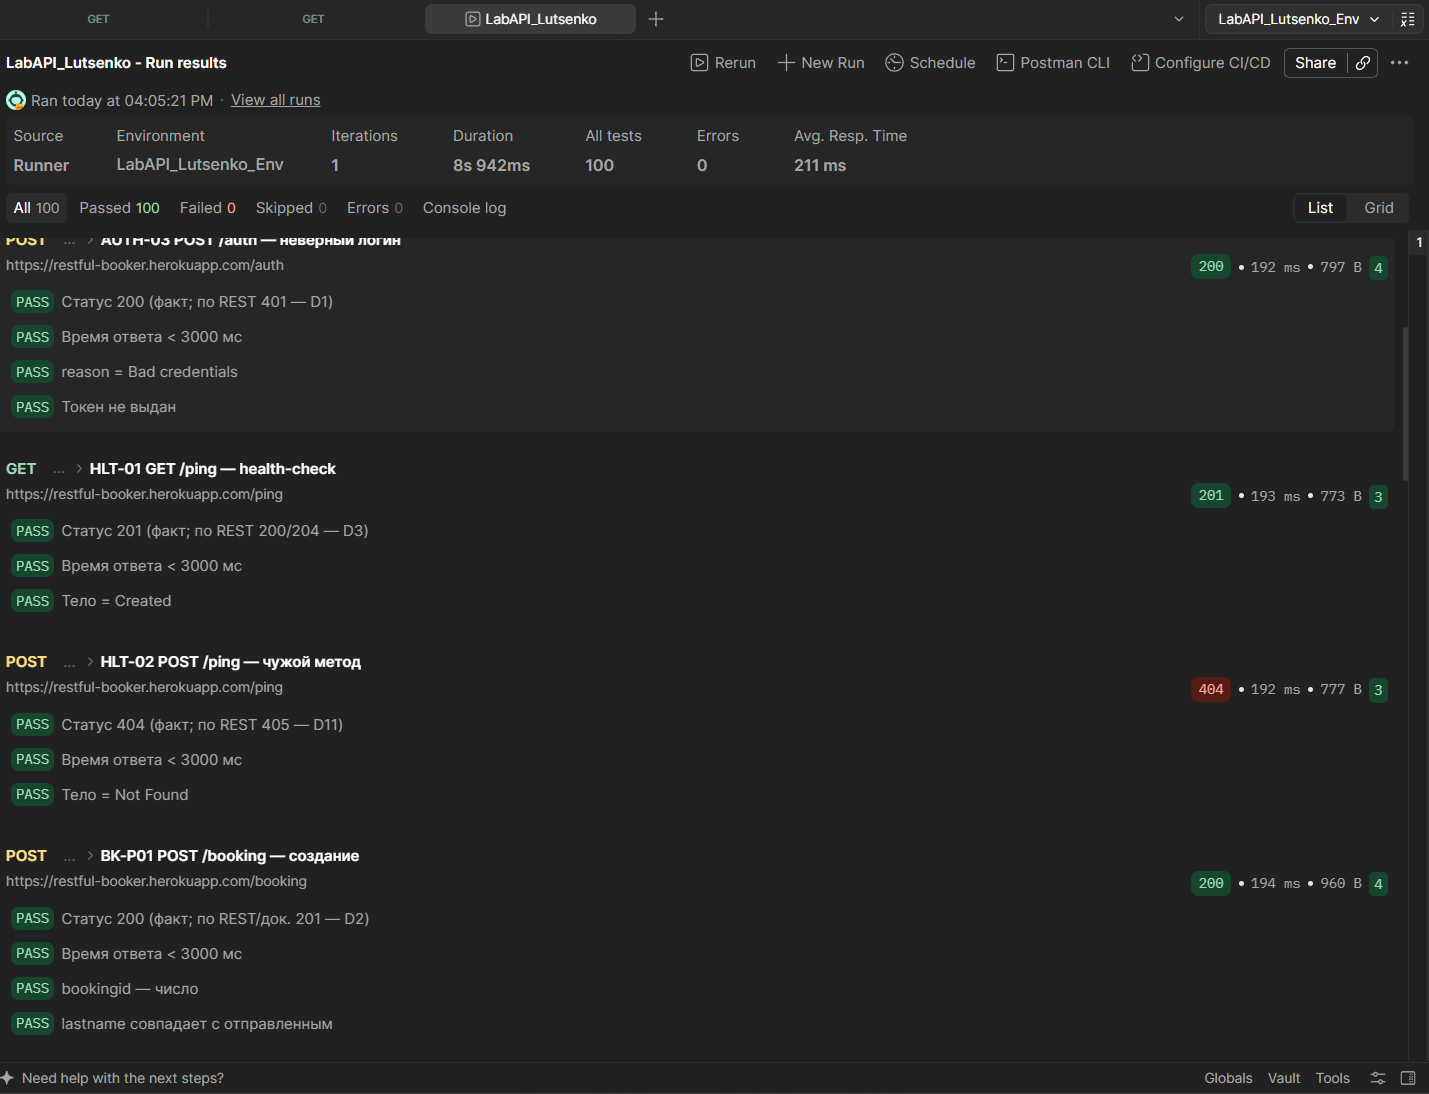 GET
GET
LabAPI_Lutsenko
LabAPI_Lutsenko_Env
LabAPI_Lutsenko - Run results
Rerun
New Run
Schedule
Postman CLI
Configure CI/CD
Share
Ran today at 04:05:21 PM · View all runs
Source Environment Iterations Duration All tests Errors Avg. Resp. Time
Runner LabAPI_Lutsenko_Env 1 8s 942ms 100 0 211 ms
All 100 Passed 100 Failed 0 Skipped 0 Errors 0 Console log
List Grid
1
POST ... > AUTH-03 POST /auth — неверный логин
https://restful-booker.herokuapp.com/auth
200 • 192 ms • 797 B 4
PASS Статус 200 (факт; по REST 401 — D1)
PASS Время ответа < 3000 мс
PASS reason = Bad credentials
PASS Токен не выдан
GET ... > HLT-01 GET /ping — health-check
https://restful-booker.herokuapp.com/ping
201 • 193 ms • 773 B 3
PASS Статус 201 (факт; по REST 200/204 — D3)
PASS Время ответа < 3000 мс
PASS Тело = Created
POST ... > HLT-02 POST /ping — чужой метод
https://restful-booker.herokuapp.com/ping
404 • 192 ms • 777 B 3
PASS Статус 404 (факт; по REST 405 — D11)
PASS Время ответа < 3000 мс
PASS Тело = Not Found
POST ... > BK-P01 POST /booking — создание
https://restful-booker.herokuapp.com/booking
200 • 194 ms • 960 B 4
PASS Статус 200 (факт; по REST/док. 201 — D2)
PASS Время ответа < 3000 мс
PASS bookingid — число
PASS lastname совпадает с отправленным
Need help with the next steps?
Globals Vault Tools